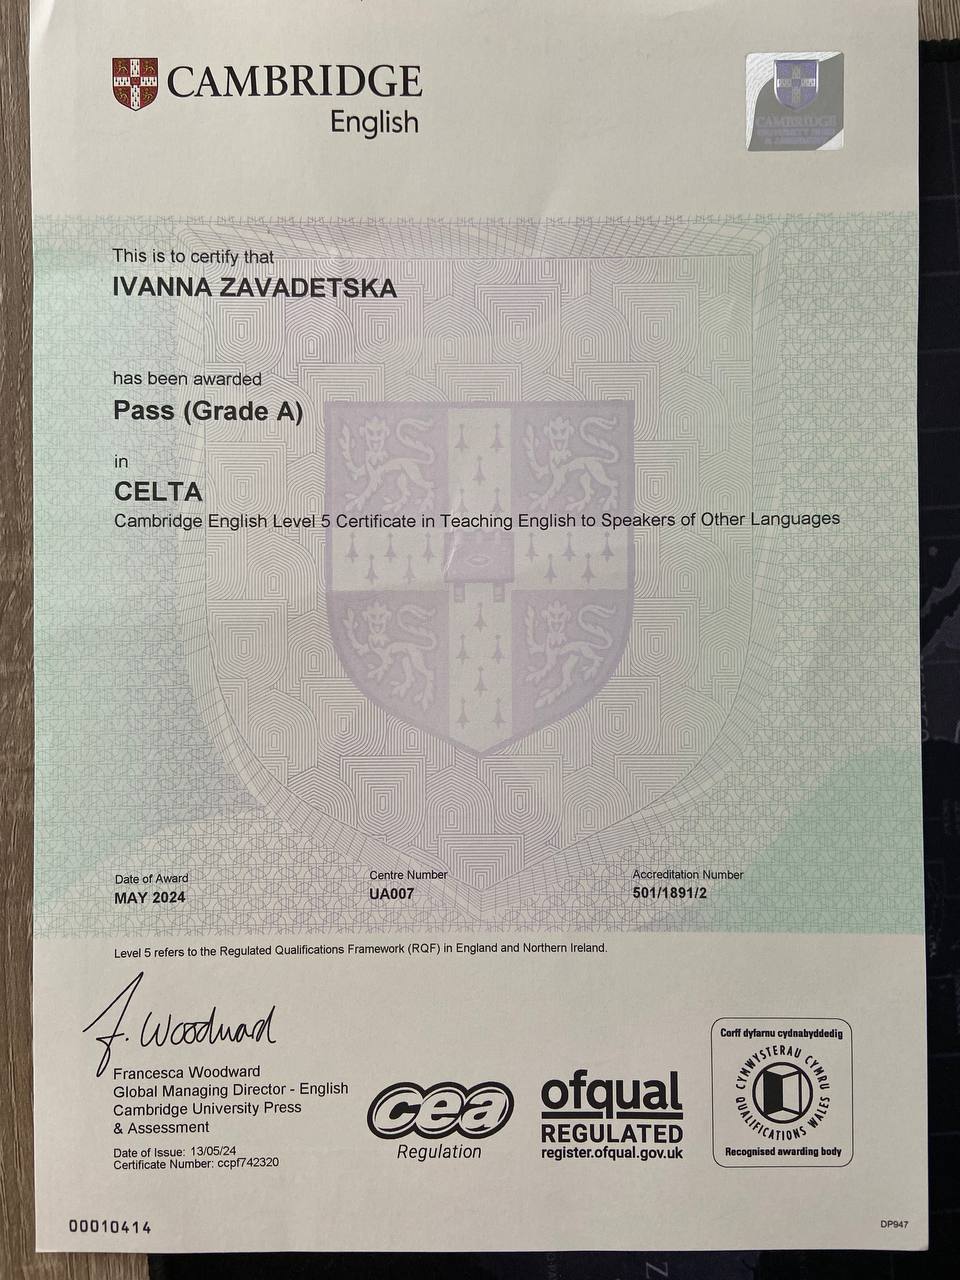 CAMBRIDGE
English
CAMBRIDGE
UNIVERSITY PRESS
& ASSESSMENT
This is to certify that
IVANNA ZAVADETSKA
has been awarded
Pass (Grade A)
in
CELTA
Cambridge English Level 5 Certificate in Teaching English to Speakers of Other Languages
Date of Award
MAY 2024
Centre Number
UA007
Accreditation Number
501/1891/2
Level 5 refers to the Regulated Qualifications Framework (RQF) in England and Northern Ireland.
F. Woodward
Francesca Woodward
Global Managing Director - English
Cambridge University Press
& Assessment
Date of Issue: 13/05/24
Certificate Number: ccpf742320
cea
Regulation
ofqual
REGULATED
register.ofqual.gov.uk
Corff dyfarnu cydnabyddedig
CYMWYSTERAU CYMRU
QUALIFICATIONS WALES
Recognised awarding body
00010414
DP947